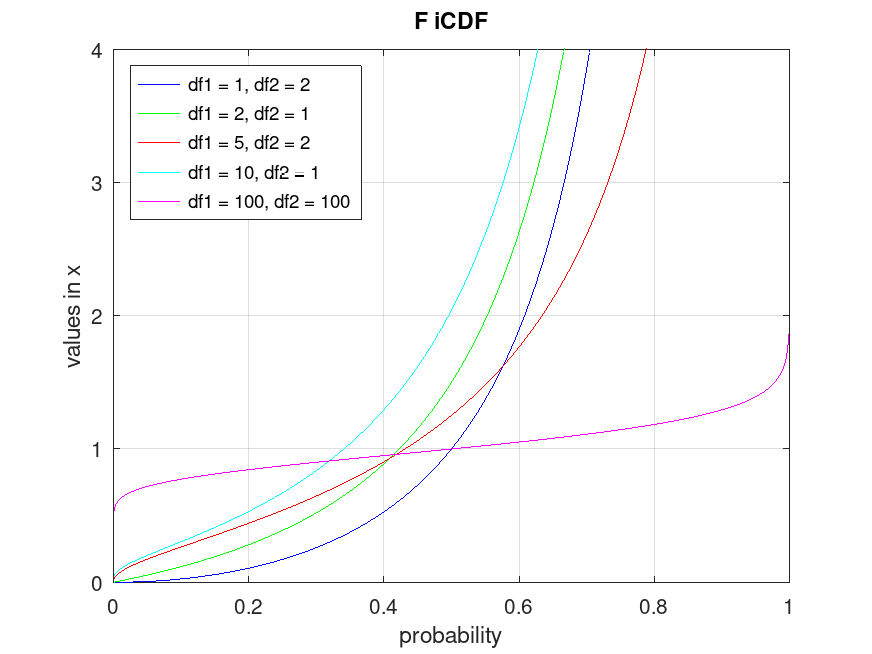 F iCDF
4
df1 = 1, df2 = 2
df1 = 2, df2 = 1
df1 = 5, df2 = 2
df1 = 10, df2 = 1
df1 = 100, df2 = 100
3
values in x
2
1
0
0 0.2 0.4 0.6 0.8 1
probability